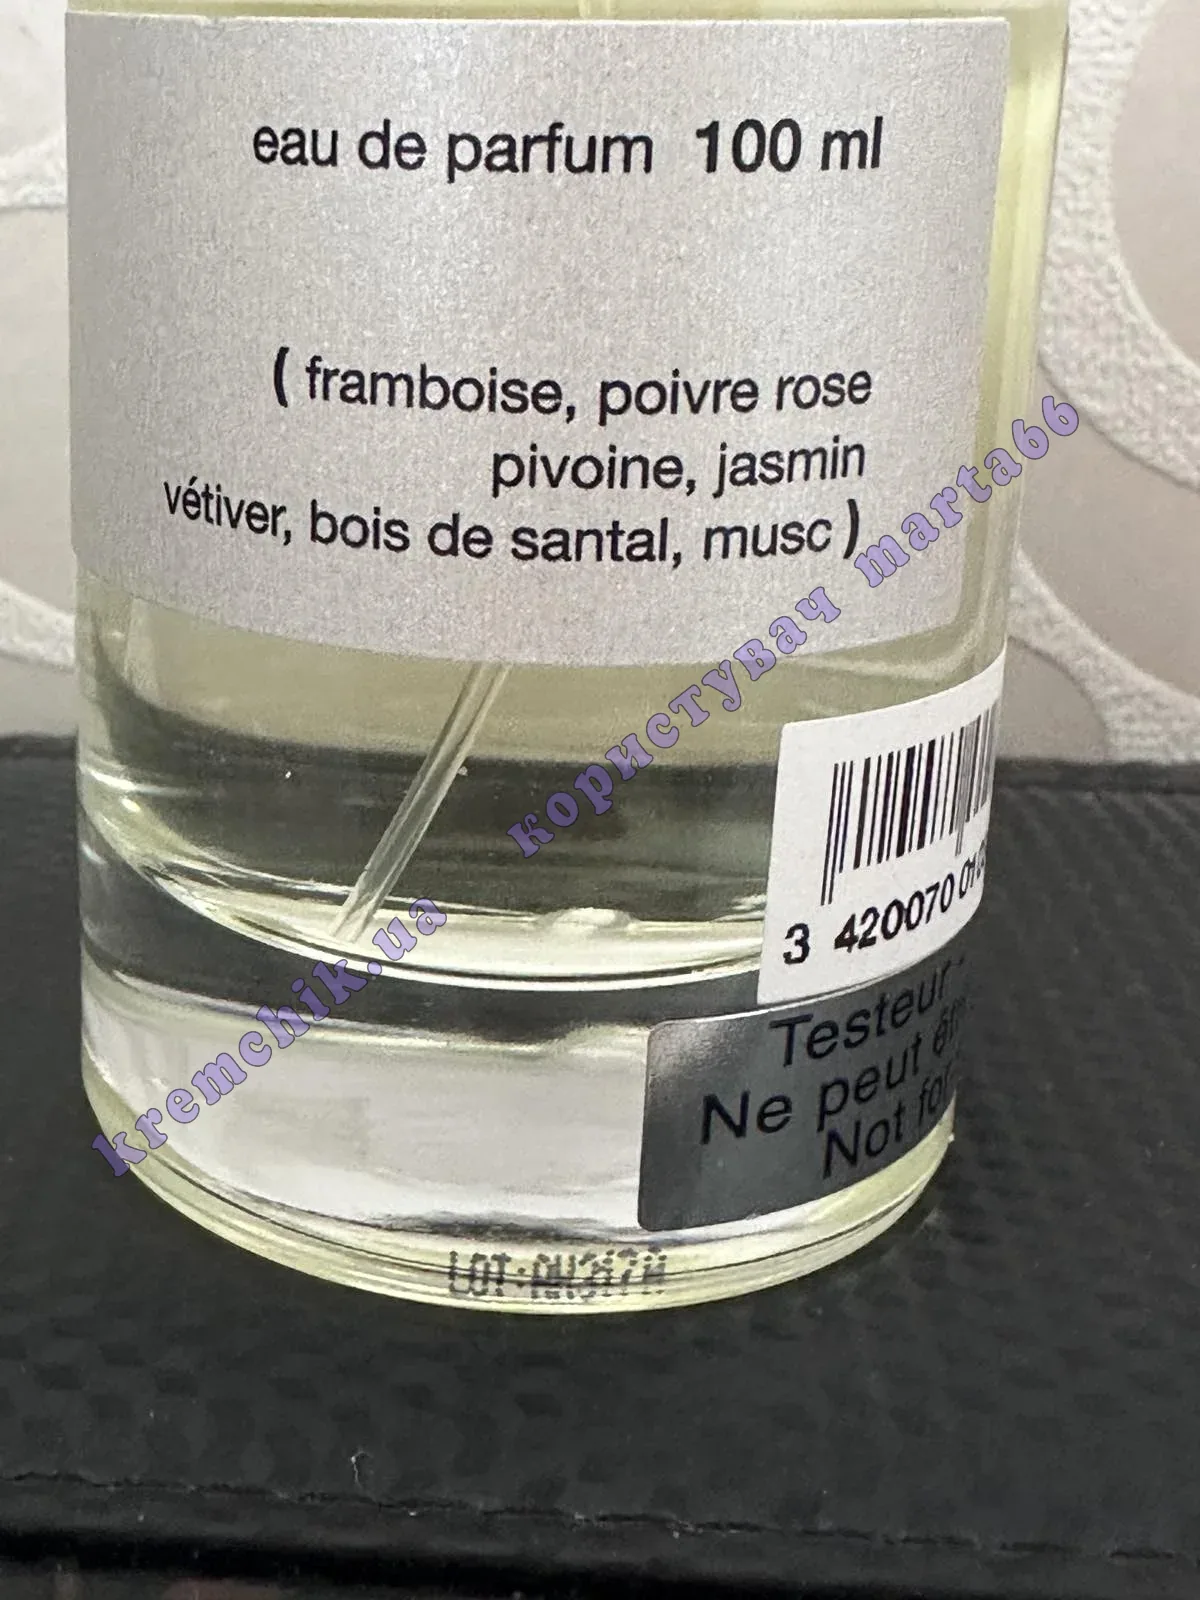 eau de parfum 100 ml
( framboise, poivre rose
pivoine, jasmin
vétiver, bois de santal, musc )
користувач marta66
kremchik.ua
3 420070
Testeur -
Ne peut
Not
LOT: